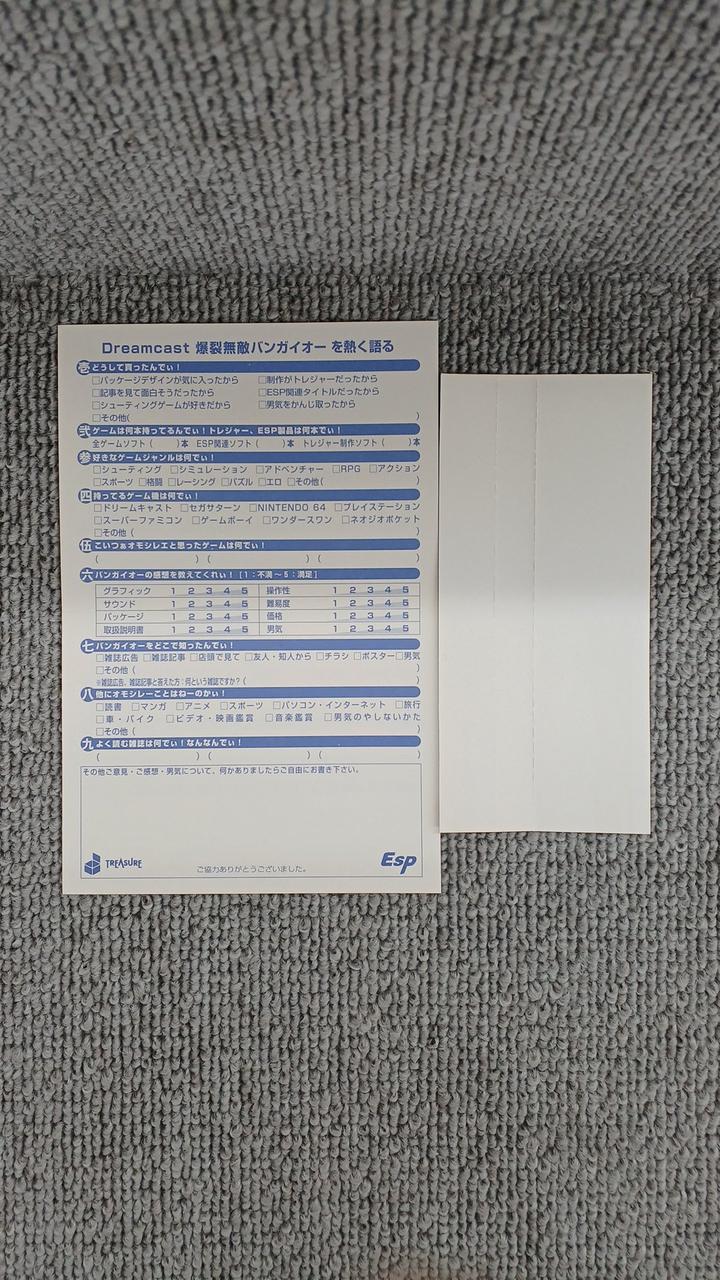 Dreamcast 爆裂無敵バンガイオー を熱く語る
壱 どうして買ったんでぃ！
□パッケージデザインが気に入ったから □制作がトレジャーだったから
□記事を見て面白そうだったから □ESP関連タイトルだったから
□シューティングゲームが好きだから □男気をかんじ取ったから
□その他( )
弐 ゲームは何本持ってるんでぃ！トレジャー、ESP製品は何本でぃ！
全ゲームソフト ( )本 ESP関連ソフト ( )本 トレジャー制作ソフト ( )本
参 好きなゲームジャンルは何でぃ！
□シューティング □シミュレーション □アドベンチャー □RPG □アクション
□スポーツ □格闘 □レーシング □パズル □エロ □その他( )
四 持ってるゲーム機は何でぃ！
□ドリームキャスト □セガサターン □NINTENDO 64 □プレイステーション
□スーパーファミコン □ゲームボーイ □ワンダースワン □ネオジオポケット
□その他 ( )
伍 こいつぁオモシレエと思ったゲームは何でぃ！
( ) ( ) ( )
六 バンガイオーの感想を教えてくれぃ！ [1：不満～5：満足]
グラフィック 1 2 3 4 5 操作性 1 2 3 4 5
サウンド 1 2 3 4 5 難易度 1 2 3 4 5
パッケージ 1 2 3 4 5 価格 1 2 3 4 5
取扱説明書 1 2 3 4 5 男気 1 2 3 4 5
七 バンガイオーをどこで知ったんでぃ！
□雑誌広告 □雑誌記事 □店頭で見て □友人・知人から □チラシ □ポスター □男気
□その他 ( )
※雑誌広告、雑誌記事と答えた方：何という雑誌ですか？( )
八 他にオモシレーことはねーのかぃ！
□読書 □マンガ □アニメ □スポーツ □パソコン・インターネット □旅行
□車・バイク □ビデオ・映画鑑賞 □音楽鑑賞 □男気のやしないかた
□その他 ( )
九 よく読む雑誌は何でぃ！なんなんでぃ！
( ) ( ) ( )
その他ご意見・ご感想・男気について、何かありましたらご自由にお書き下さい。
TREASURE
ご協力ありがとうございました。
Esp